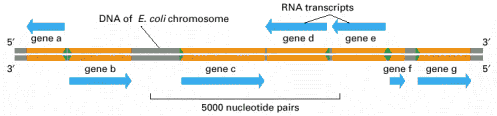 RNA transcripts
DNA of E. coli chromosome
gene a
gene d
gene e
5′
3′
3′
5′
gene b
gene c
gene f
gene g
5000 nucleotide pairs